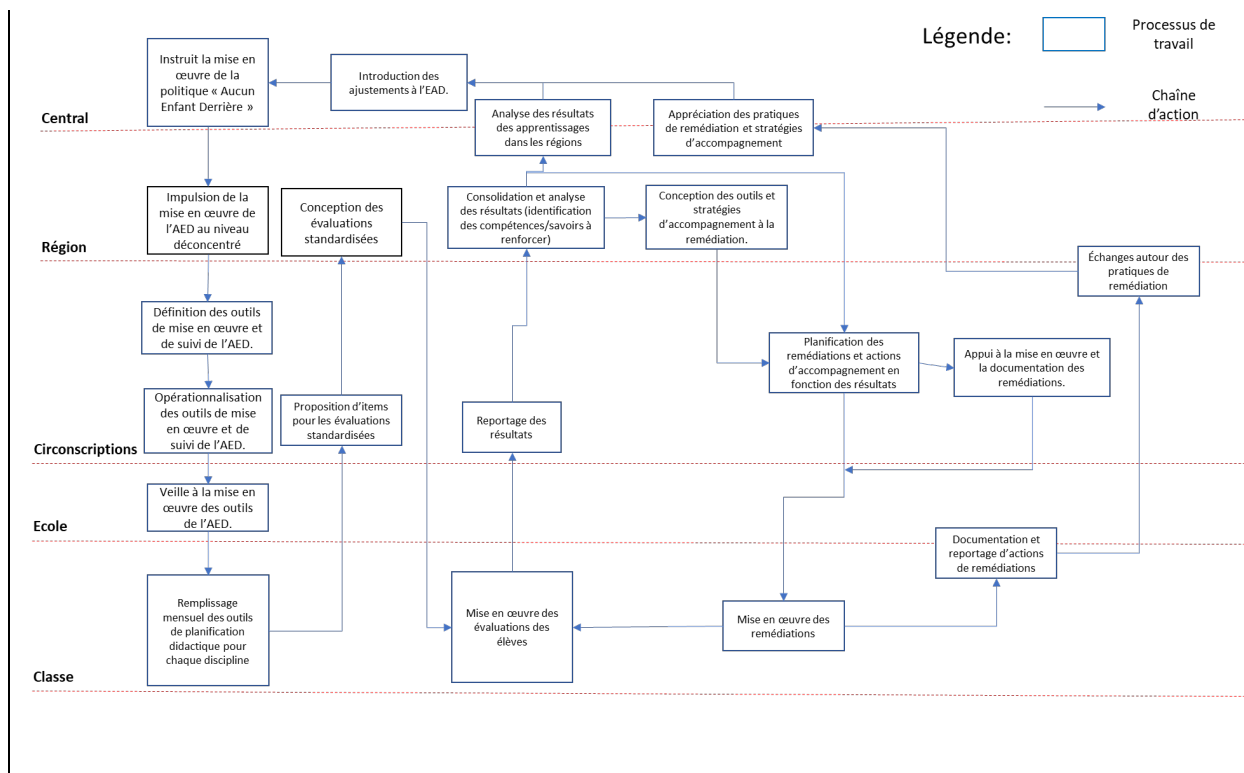 Légende:
Processus de
travail
Chaîne
d’action
Instruit la mise en
œuvre de la
politique « Aucun
Enfant Derrière »
Introduction des
ajustements à l’EAD.
Analyse des résultats
des apprentissages
dans les régions
Appréciation des pratiques
de remédiation et stratégies
d’accompagnement
Central
Impulsion de la
mise en œuvre de
l’AED au niveau
déconcentré
Conception des
évaluations
standardisées
Consolidation et analyse
des résultats (identification
des compétences/savoirs à
renforcer)
Conception des outils et
stratégies
d’accompagnement à la
remédiation.
Région
Échanges autour des
pratiques de
remédiation
Définition des outils
de mise en œuvre et
de suivi de l’AED.
Planification des
remédiations et actions
d’accompagnement en
fonction des résultats
Appui à la mise en œuvre et
la documentation des
remédiations.
Opérationnalisation
des outils de mise
en œuvre et de
suivi de l’AED.
Proposition d’items
pour les évaluations
standardisées
Reportage des
résultats
Circonscriptions
Veille à la mise en
œuvre des outils
de l’AED.
Ecole
Documentation et
reportage d’actions
de remédiations
Remplissage
mensuel des outils
de planification
didactique pour
chaque discipline
Mise en œuvre des
évaluations des
élèves
Mise en œuvre des
remédiations
Classe